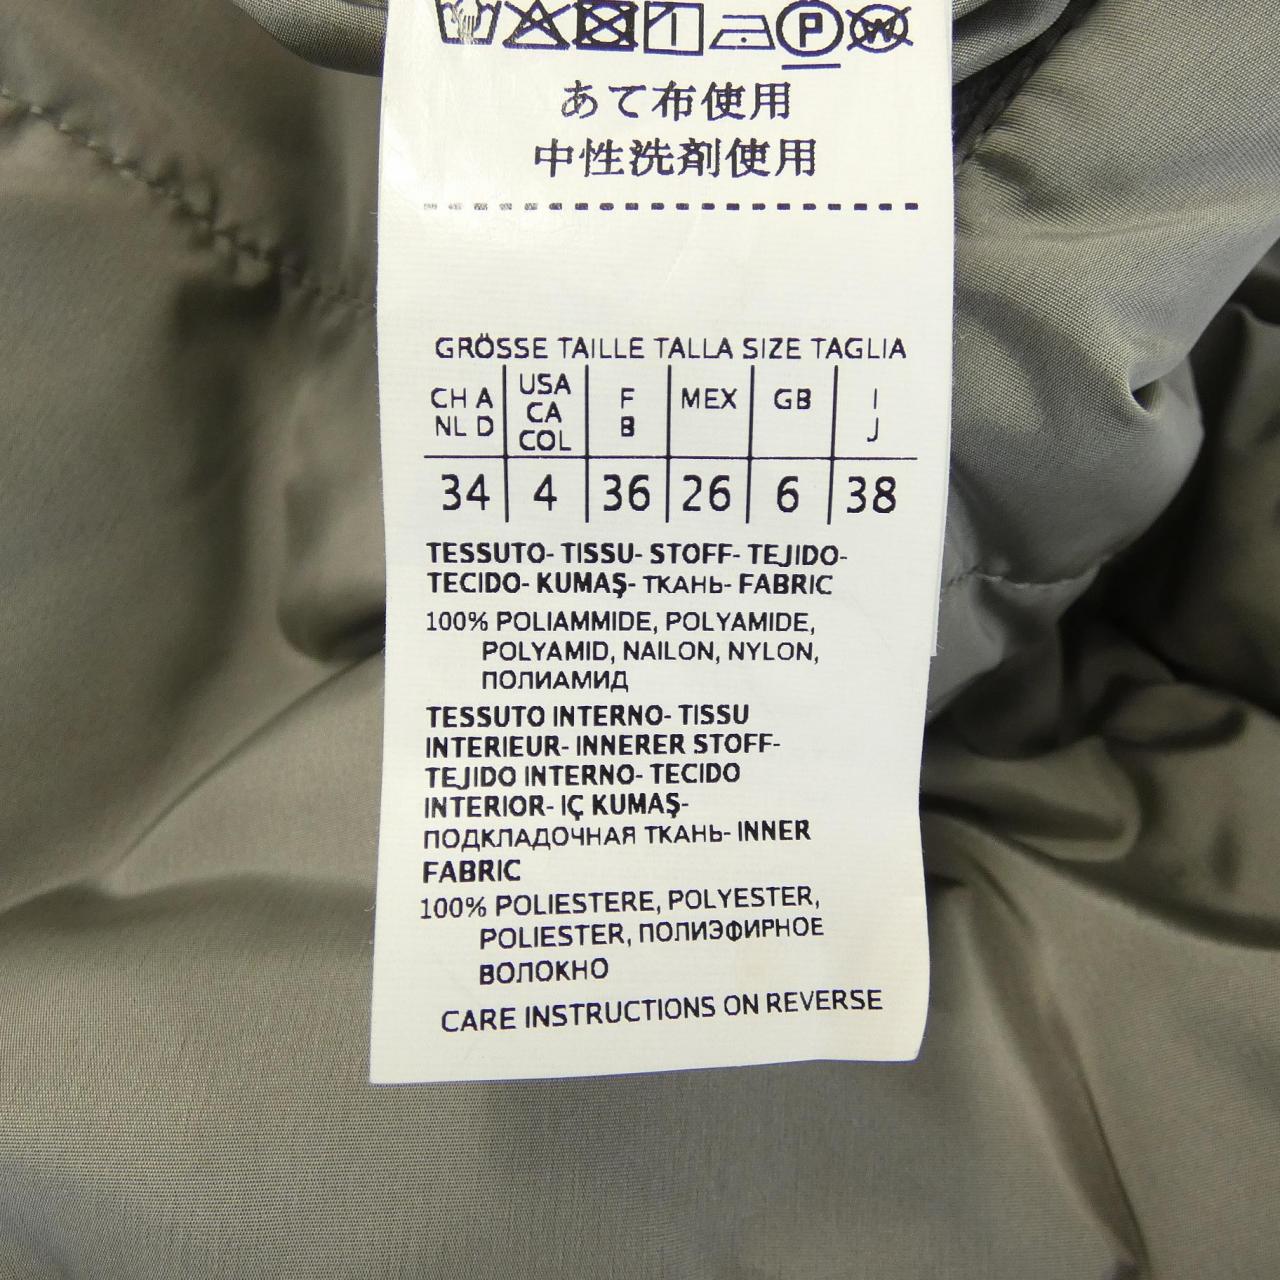 P
W
あて布使用
中性洗剤使用
GRÖSSE TAILLE TALLA SIZE TAGLIA
CH A NL D USA CA COL F B MEX GB I J
34 4 36 26 6 38
TESSUTO- TISSU- STOFF- TEJIDO-
TECIDO- KUMAŞ- ТКАНЬ- FABRIC
100% POLIAMMIDE, POLYAMIDE,
POLYAMID, NAILON, NYLON,
ПОЛИАМИД
TESSUTO INTERNO- TISSU
INTERIEUR- INNERER STOFF-
TEJIDO INTERNO- TECIDO
INTERIOR- IÇ KUMAŞ-
ПОДКЛАДОЧНАЯ ТКАНЬ- INNER
FABRIC
100% POLIESTERE, POLYESTER,
POLIESTER, ПОЛИЭФИРНОЕ
ВОЛОКНО
CARE INSTRUCTIONS ON REVERSE